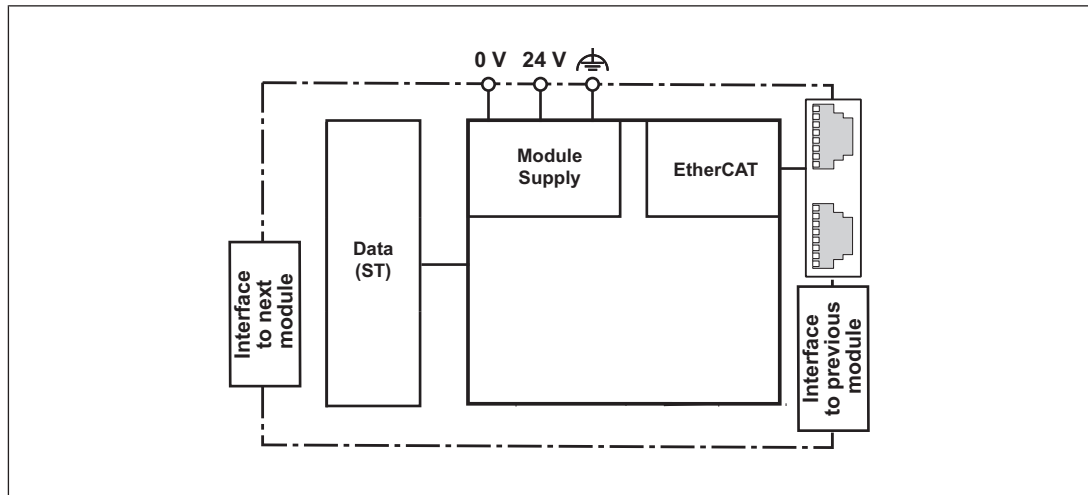 0 V 24 V
Module
Supply
EtherCAT
Data
(ST)
Interface
to next
module
Interface
to previous
module